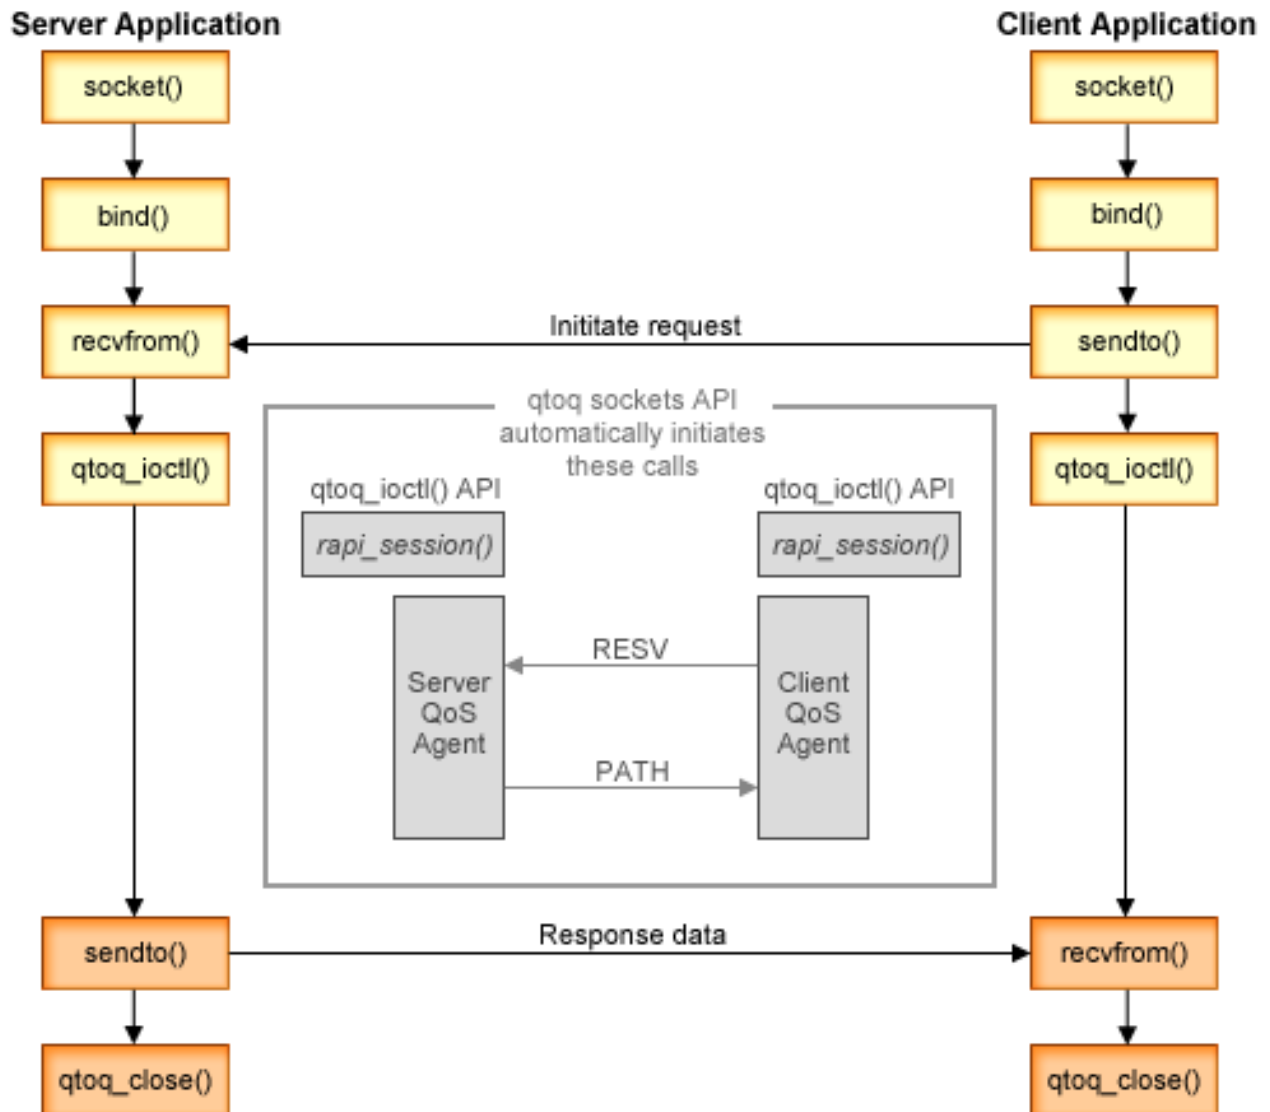 Server Application
Client Application
socket()
socket()
bind()
bind()
recvfrom()
Inititate request
sendto()
qtoq_ioctl()
qtoq sockets API
automatically initiates
these calls
qtoq_ioctl()
qtoq_ioctl() API
qtoq_ioctl() API
rapi_session()
rapi_session()
RESV
Server
QoS
Agent
Client
QoS
Agent
PATH
sendto()
Response data
recvfrom()
qtoq_close()
qtoq_close()